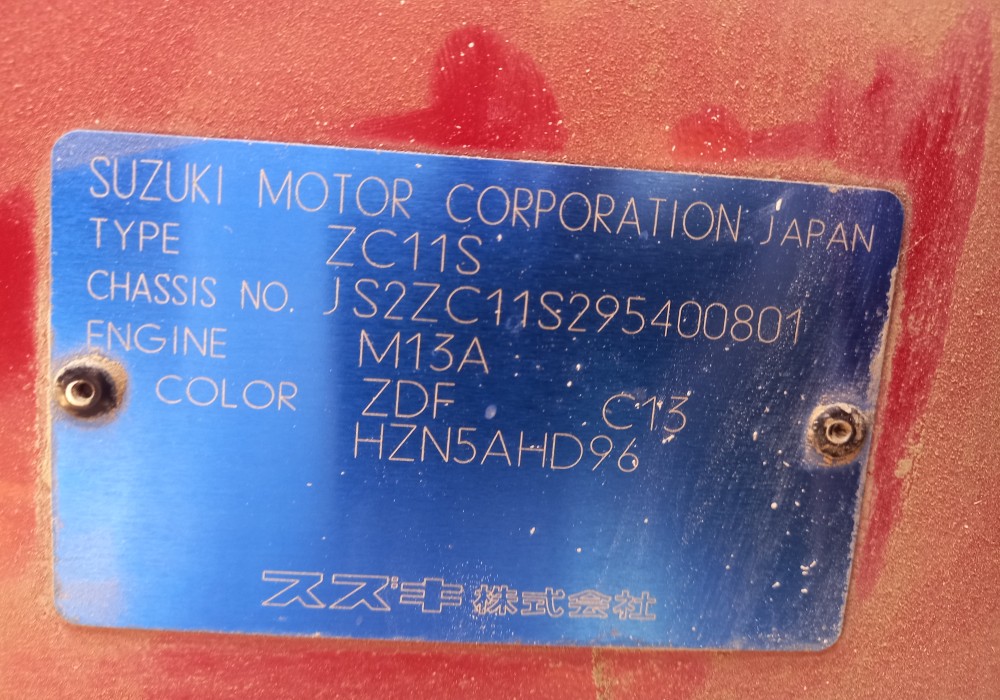 SUZUKI MOTOR CORPORATION JAPAN
TYPE ZC11S
CHASSIS NO. JS2ZC11S295400801
ENGINE M13A
COLOR ZDF C13
HZN5AHD96
スズキ株式会社